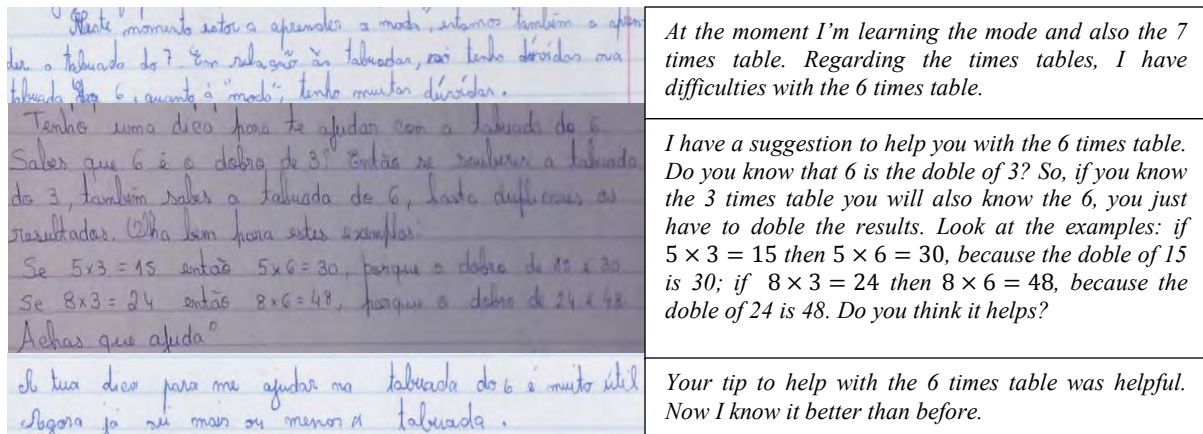 Neste momento estou a aprender a moda", estamos também a apren-
der a tabuada do 7. Em relação às tabuadas, só tenho dúvidas na
tabuada do 6, quanto à "moda", tenho muitas dúvidas.
Tenho uma dica para te ajudar com a tabuada do 6
Sabes que 6 é o dobro de 3? Então se souberes a tabuada
do 3, também sabes a tabuada do 6, basta duplicares os
resultados. Olha bem para estes exemplos:
Se 5x3 = 15 então 5x6 = 30, porque o dobro de 15 é 30
Se 8x3 = 24 então 8x6 = 48, porque o dobro de 24 é 48
Achas que ajuda?
A tua dica para me ajudar na tabuada do 6 é muito útil
Agora já sei mais ou menos a tabuada.
At the moment I'm learning the mode and also the 7
times table. Regarding the times tables, I have
difficulties with the 6 times table.
I have a suggestion to help you with the 6 times table.
Do you know that 6 is the doble of 3? So, if you know
the 3 times table you will also know the 6, you just
have to doble the results. Look at the examples: if
5 × 3 = 15 then 5 × 6 = 30, because the doble of 15
is 30; if 8 × 3 = 24 then 8 × 6 = 48, because the
doble of 24 is 48. Do you think it helps?
Your tip to help with the 6 times table was helpful.
Now I know it better than before.